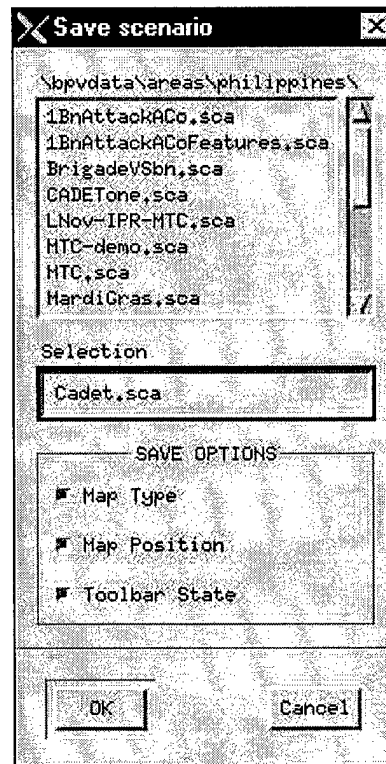 Save scenario
\bpvdata\areas\philippines\
1BnAttackACo.sca
1BnAttackACoFeatures.sca
BrigadeVSbn.sca
CADETone.sca
LNov-IPR-MTC.sca
MTC-demo.sca
MTC.sca
MardiGras.sca
Selection
Cadet.sca
SAVE OPTIONS
Map Type
Map Position
Toolbar State
OK
Cancel